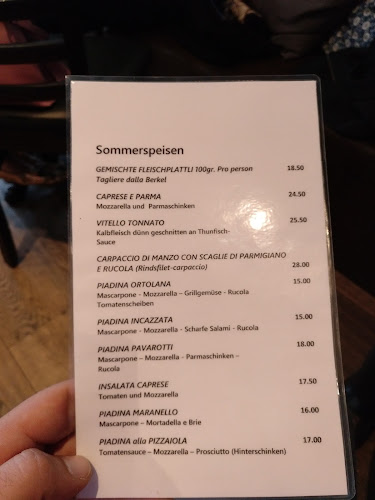 Sommerspeisen
GEMISCHTE FLEISCHPLATTLI 100gr. Pro person 18.50
Tagliere dalla Berkel
CAPRESE E PARMA 24.50
Mozzarella und Parmaschinken
VITELLO TONNATO 25.50
Kalbfleisch dünn geschnitten an Thunfisch-
Sauce
CARPACCIO DI MANZO CON SCAGLIE DI PARMIGIANO
E RUCOLA (Rindsfilet-carpaccio) 28.00
PIADINA ORTOLANA 15.00
Mascarpone - Mozzarella – Grillgemüse - Rucola
Tomatenscheiben
PIADINA INCAZZATA 15.00
Mascarpone - Mozzarella - Scharfe Salami - Rucola
PIADINA PAVAROTTI 18.00
Mascarpone – Mozzarella - Parmaschinken –
Rucola
INSALATA CAPRESE 17.50
Tomaten und Mozzarella
PIADINA MARANELLO 16.00
Mascarpone - Mortadella e Brie
PIADINA alla PIZZAIOLA 17.00
Tomatensauce – Mozzarella – Prosciutto (Hinterschinken)